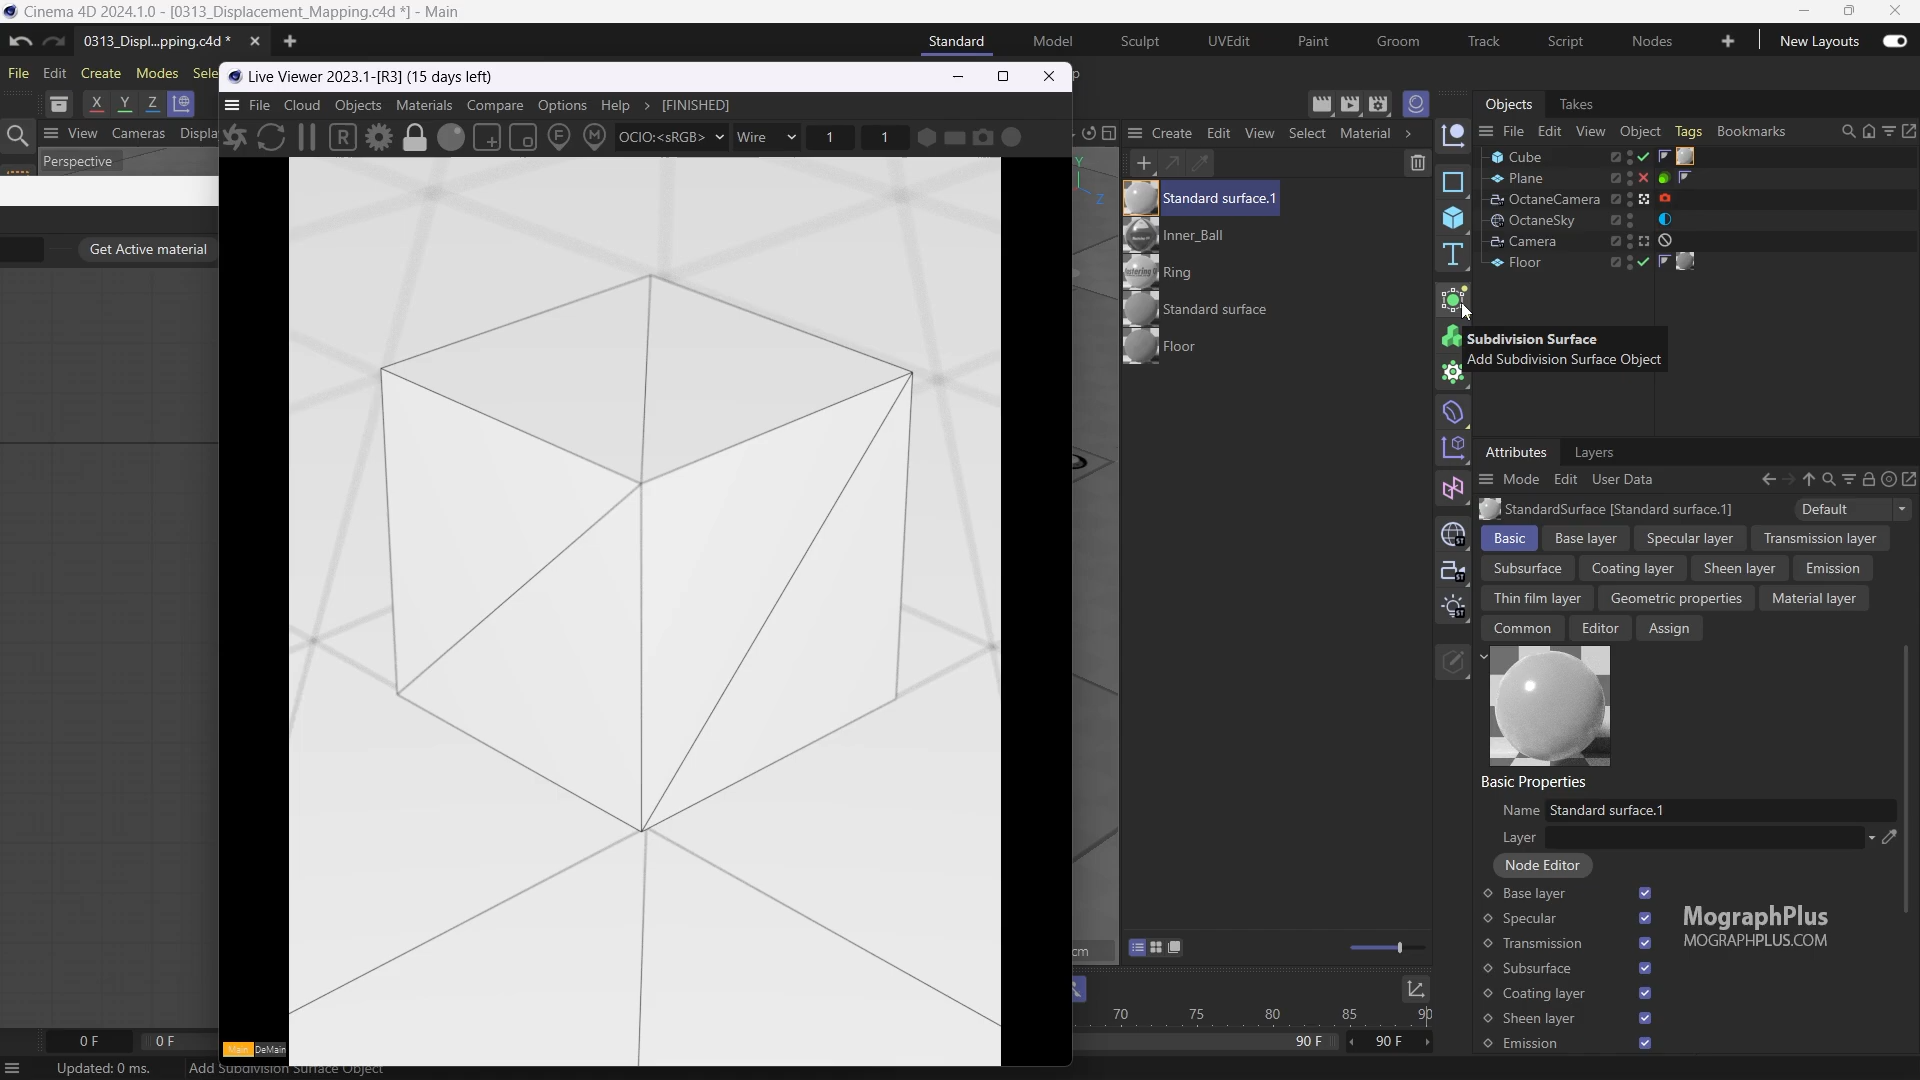 Cinema 4D 2024.1.0 - [0313_Displacement_Mapping.c4d *] - Main
0313_Displ...pping.c4d *
Standard
Model
Sculpt
UVEdit
Paint
Groom
Track
Script
Nodes
New Layouts
File Edit Create Modes Sele
Live Viewer 2023.1-[R3] (15 days left)
File Cloud Objects Materials Compare Options Help > [FINISHED]
X Y Z
View Cameras Displa
R
F
M
OCIO:<sRGB>
Wire
1
1
Perspective
Get Active material
Create Edit View Select Material >
Y
Z
Standard surface.1
Inner_Ball
Ring
Standard surface
Floor
Objects
Takes
File Edit View Object Tags Bookmarks
Cube
Plane
OctaneCamera
OctaneSky
Camera
Floor
Subdivision Surface
Add Subdivision Surface Object
Attributes
Layers
Mode Edit User Data
StandardSurface [Standard surface.1]
Default
Basic
Base layer
Specular layer
Transmission layer
Subsurface
Coating layer
Sheen layer
Emission
Thin film layer
Geometric properties
Material layer
Common
Editor
Assign
Basic Properties
Name Standard surface.1
Layer
Node Editor
Base layer
Specular
Transmission
Subsurface
Coating layer
Sheen layer
Emission
MographPlus
MOGRAPHPLUS.COM
cm
70 75 80 85 90
0 F
0 F
90 F
90 F
Main DeMain
Updated: 0 ms.
Add Subdivision Surface Object